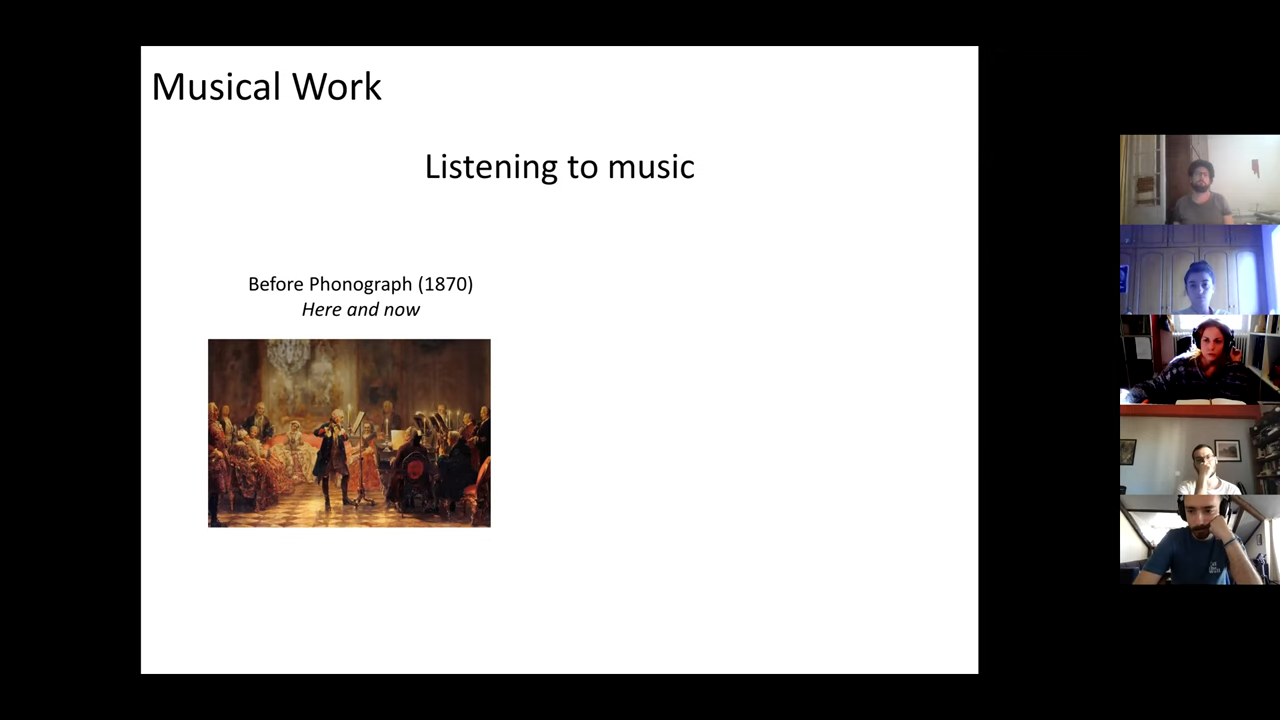 Musical Work
Listening to music
Before Phonograph (1870)
Here and now